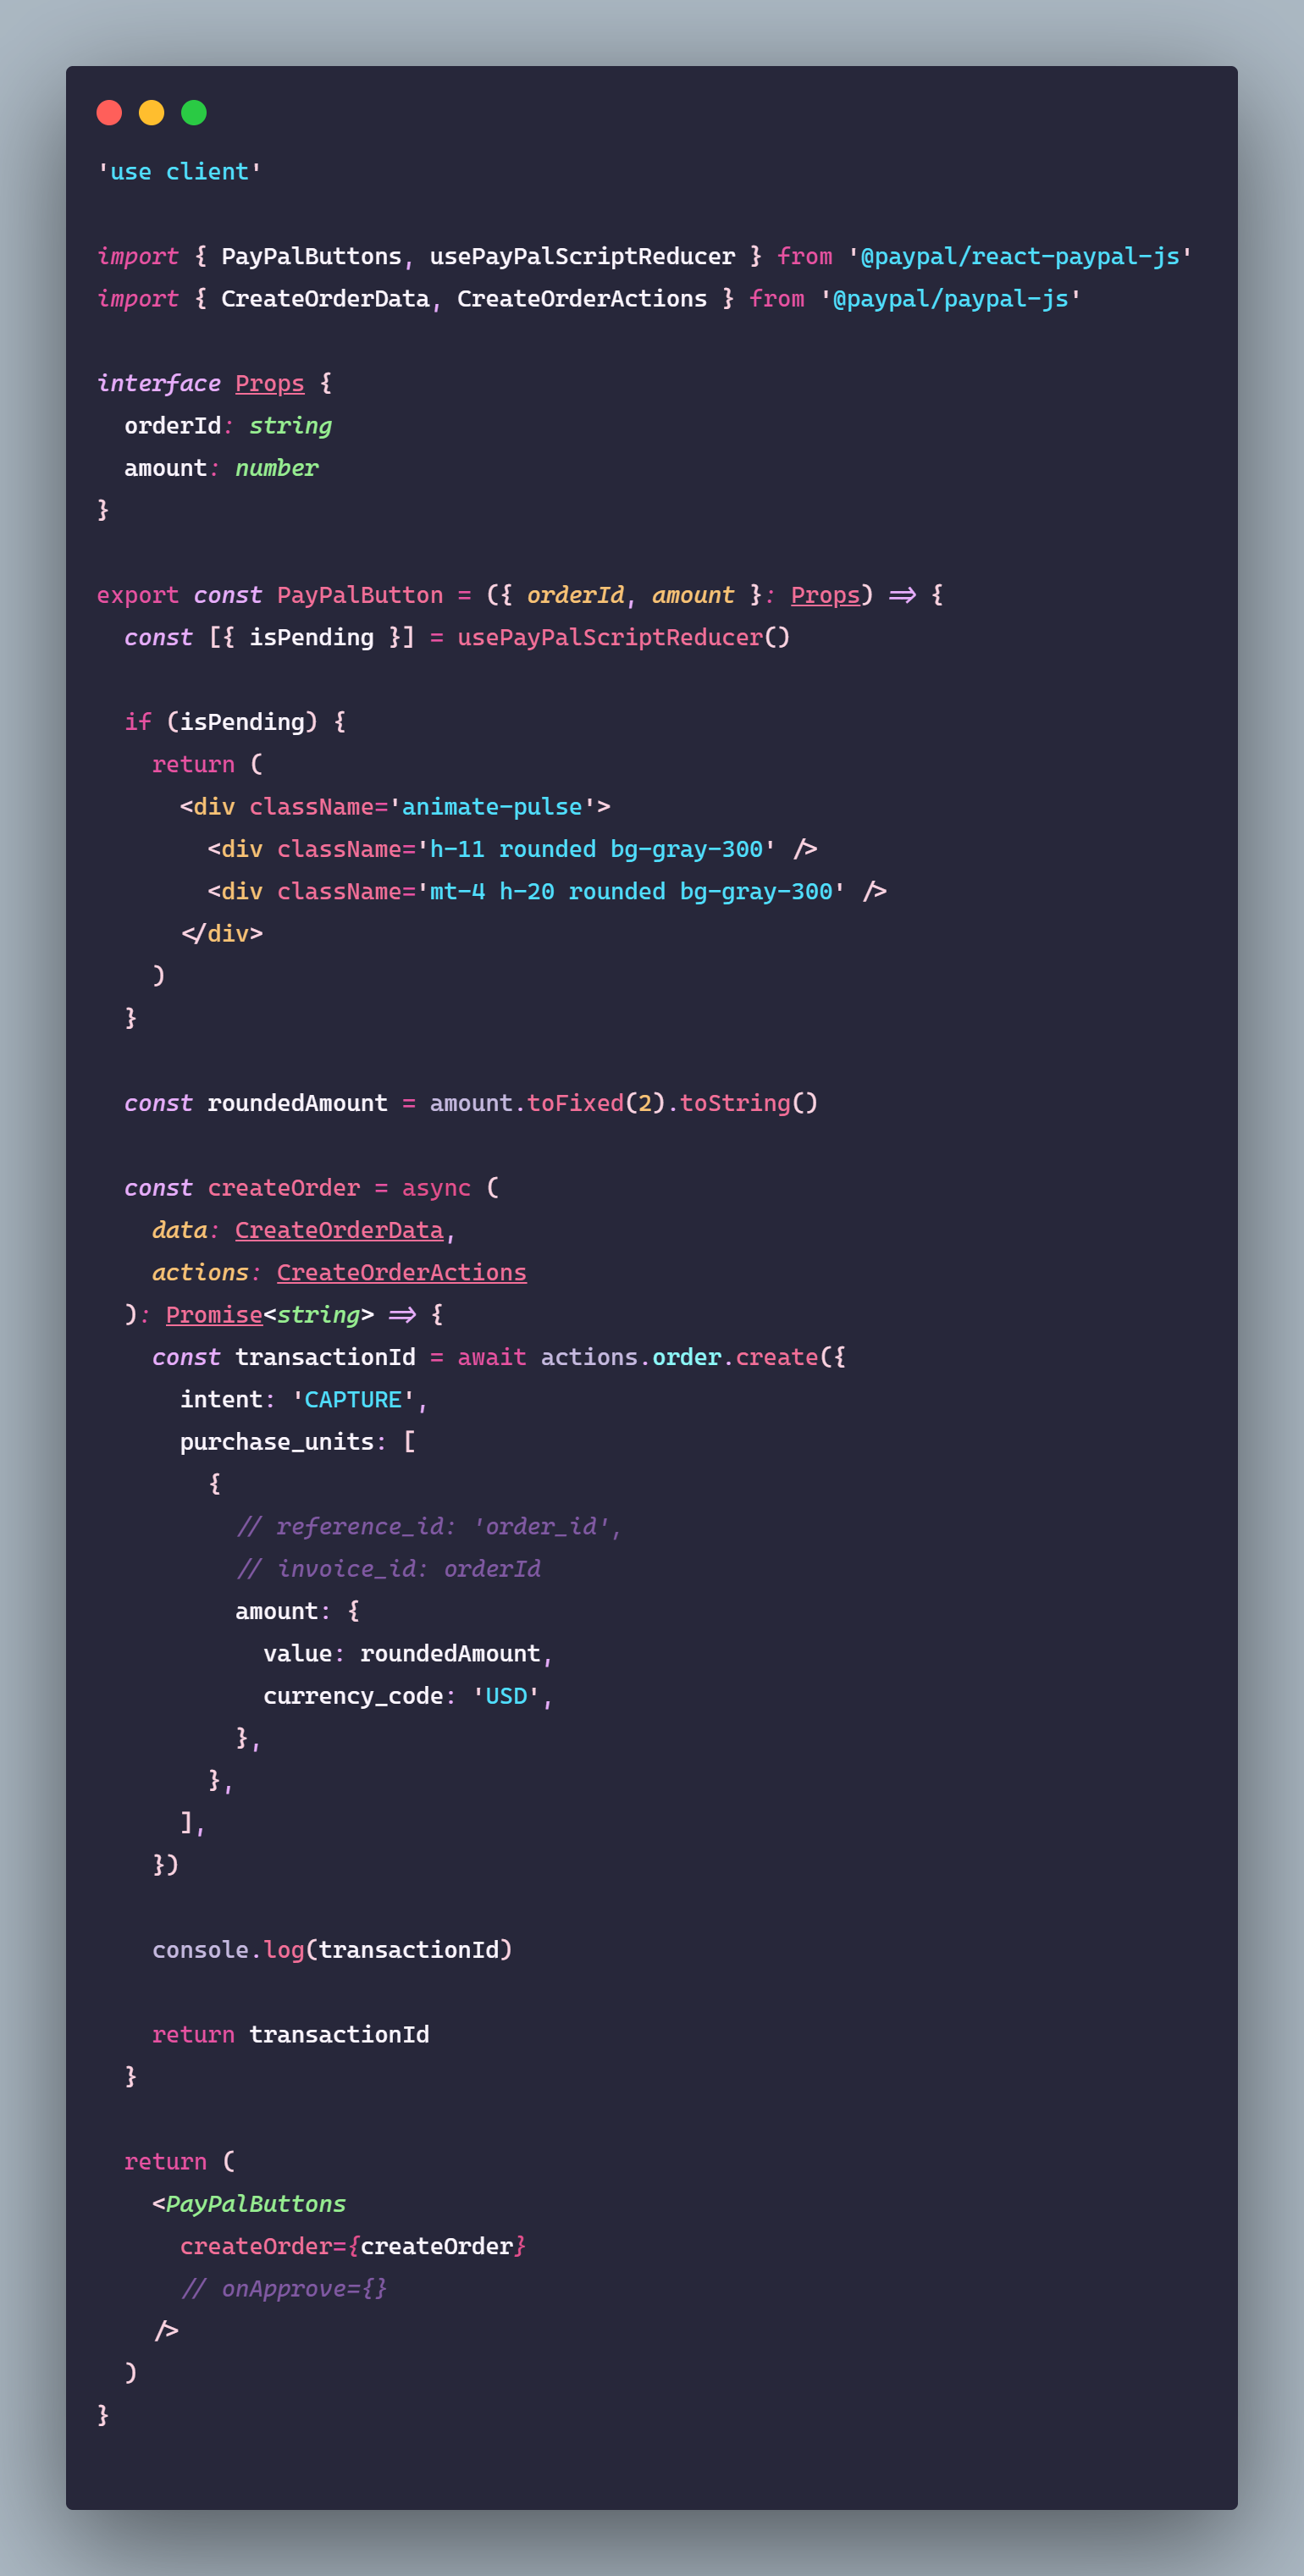 'use client'

import { PayPalButtons, usePayPalScriptReducer } from '@paypal/react-paypal-js'
import { CreateOrderData, CreateOrderActions } from '@paypal/paypal-js'

interface Props {
  orderId: string
  amount: number
}

export const PayPalButton = ({ orderId, amount }: Props) => {
  const [{ isPending }] = usePayPalScriptReducer()

  if (isPending) {
    return (
      <div className='animate-pulse'>
        <div className='h-11 rounded bg-gray-300' />
        <div className='mt-4 h-20 rounded bg-gray-300' />
      </div>
    )
  }

  const roundedAmount = amount.toFixed(2).toString()

  const createOrder = async (
    data: CreateOrderData,
    actions: CreateOrderActions
  ): Promise<string> => {
    const transactionId = await actions.order.create({
      intent: 'CAPTURE',
      purchase_units: [
        {
          // reference_id: 'order_id',
          // invoice_id: orderId
          amount: {
            value: roundedAmount,
            currency_code: 'USD',
          },
        },
      ],
    })

    console.log(transactionId)

    return transactionId
  }

  return (
    <PayPalButtons
      createOrder={createOrder}
      // onApprove={}
    />
  )
}